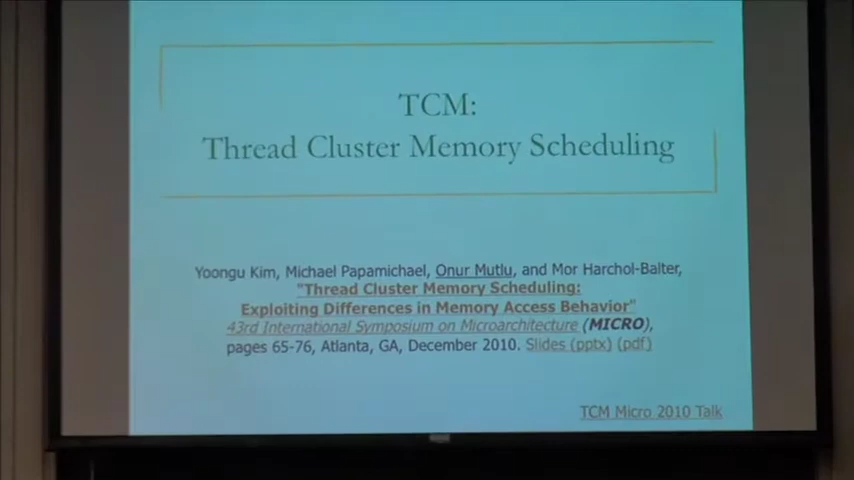 TCM:
Thread Cluster Memory Scheduling
Yoongu Kim, Michael Papamichael, Onur Mutlu, and Mor Harchol-Balter,
"Thread Cluster Memory Scheduling:
Exploiting Differences in Memory Access Behavior"
43rd International Symposium on Microarchitecture (MICRO),
pages 65-76, Atlanta, GA, December 2010. Slides (pptx) (pdf)
TCM Micro 2010 Talk